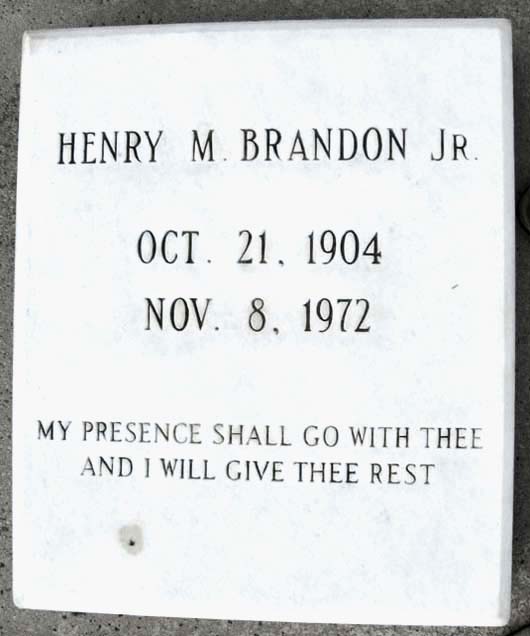 HENRY M. BRANDON JR.
OCT. 21, 1904
NOV. 8, 1972
MY PRESENCE SHALL GO WITH THEE
AND I WILL GIVE THEE REST